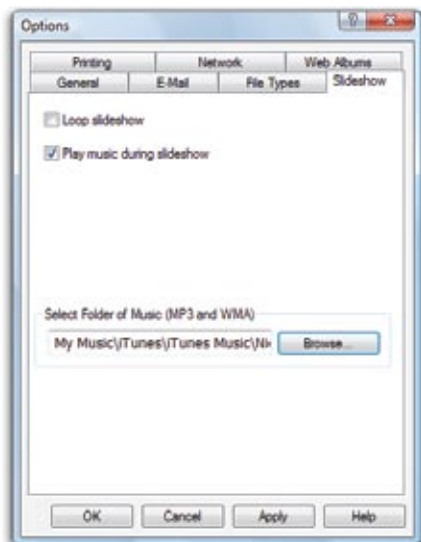 Options
Printing Network Web Albums
General E-Mail File Types Slideshow
Loop slideshow
Play music during slideshow
Select Folder of Music (MP3 and WMA)
My Music\iTunes\iTunes Music\ Browse...
OK Cancel Apply Help